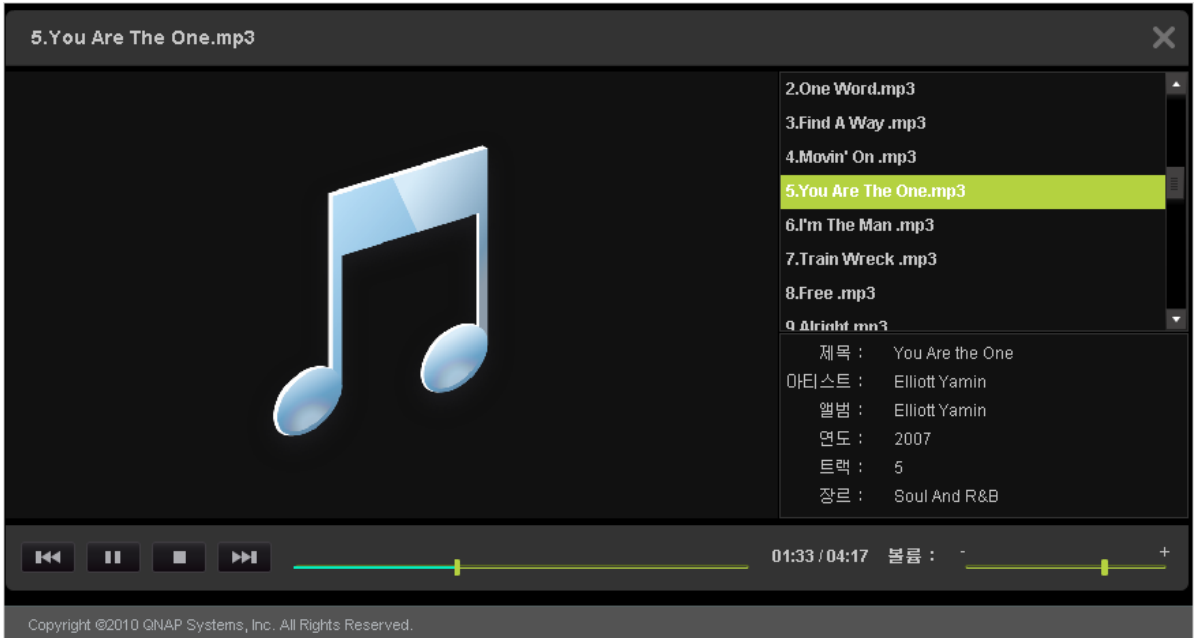 5.You Are The One.mp3
2.One Word.mp3
3.Find A Way .mp3
4.Movin' On .mp3
5.You Are The One.mp3
6.I'm The Man .mp3
7.Train Wreck .mp3
8.Free .mp3
9.Alright mp3
제목 : You Are the One
아티스트 : Elliott Yamin
앨범 : Elliott Yamin
연도 : 2007
트랙 : 5
장르 : Soul And R&B
01:33 / 04:17 볼륨 : - +
Copyright ©2010 QNAP Systems, Inc. All Rights Reserved.